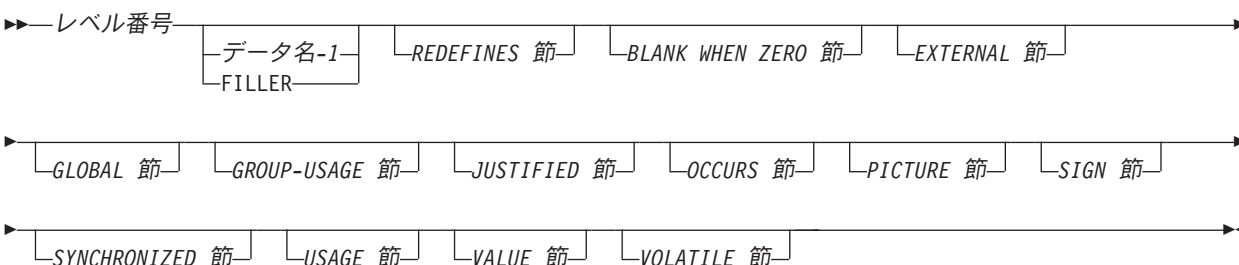 レベル番号 データ名-1 REDEFINES 節 BLANK WHEN ZERO 節 EXTERNAL 節
FILLER
GLOBAL 節 GROUP-USAGE 節 JUSTIFIED 節 OCCURS 節 PICTURE 節 SIGN 節
SYNCHRONIZED 節 USAGE 節 VALUE 節 VOLATILE 節